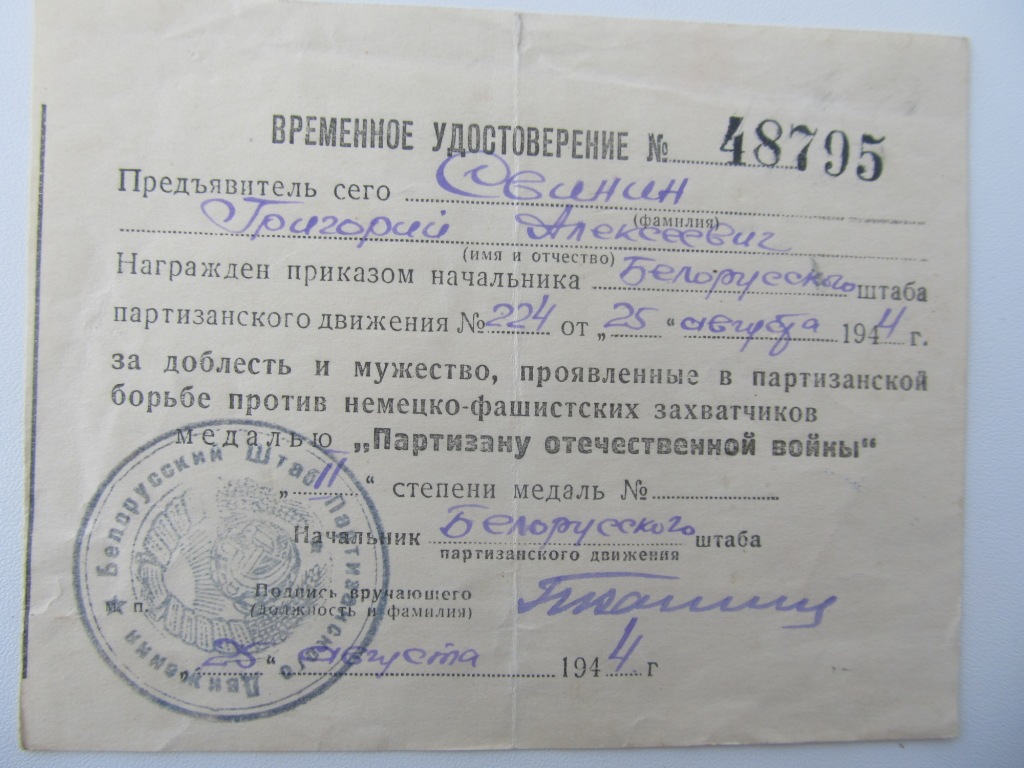 ВРЕМЕННОЕ УДОСТОВЕРЕНИЕ № 48795
Предъявитель сего Свинин
(фамилия)
Григорий Алексеевич
(имя и отчество)
Награжден приказом начальника Белорусского штаба
партизанского движения № 224 от „25“ августа 1944 г.
за доблесть и мужество, проявленные в партизанской
борьбе против немецко-фашистских захватчиков
медалью „Партизану отечественной войны"
„II“ степени медаль №
Начальник Белорусского штаба
партизанского движения
Подпись вручающего
м. п. (должность и фамилия)
„25“ августа 1944 г
Белорусский Штаб Партизанского Движения